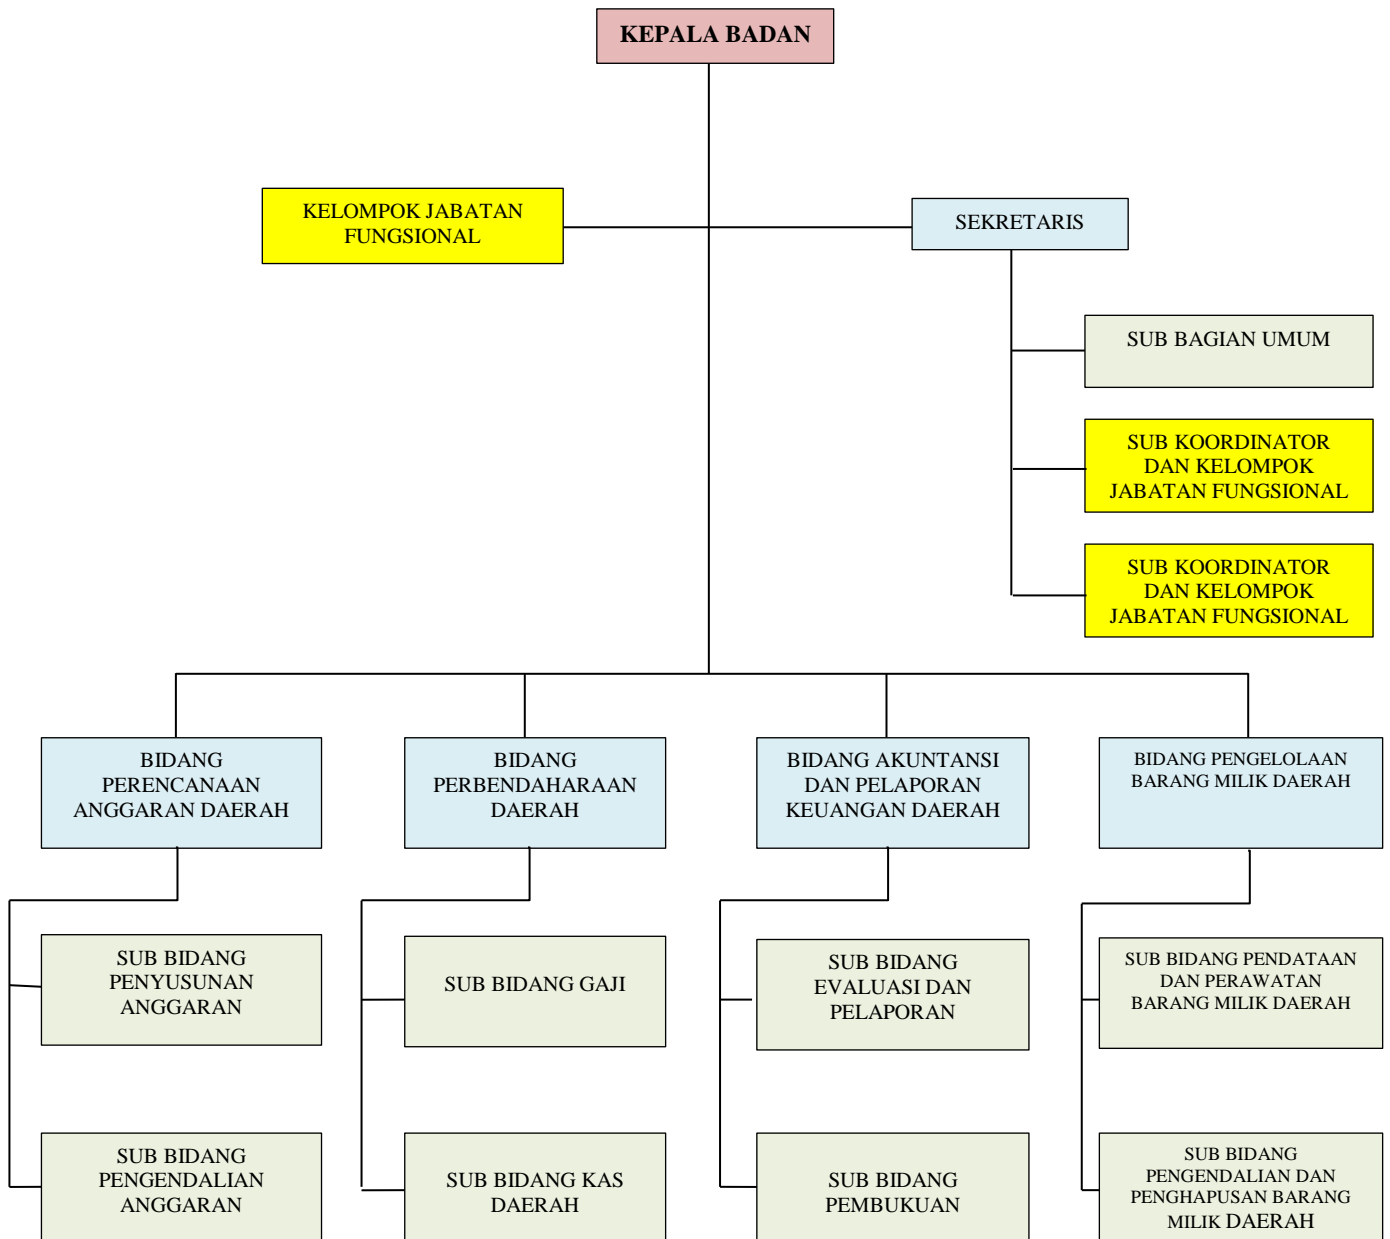 KEPALA BADAN
KELOMPOK JABATAN
FUNGSIONAL
SEKRETARIS
SUB BAGIAN UMUM
SUB KOORDINATOR
DAN KELOMPOK
JABATAN FUNGSIONAL
SUB KOORDINATOR
DAN KELOMPOK
JABATAN FUNGSIONAL
BIDANG
PERENCANAAN
ANGGARAN DAERAH
BIDANG
PERBENDAHARAAN
DAERAH
BIDANG AKUNTANSI
DAN PELAPORAN
KEUANGAN DAERAH
BIDANG PENGELOLAAN
BARANG MILIK DAERAH
SUB BIDANG
PENYUSUNAN
ANGGARAN
SUB BIDANG GAJI
SUB BIDANG
EVALUASI DAN
PELAPORAN
SUB BIDANG PENDATAAN
DAN PERAWATAN
BARANG MILIK DAERAH
SUB BIDANG
PENGENDALIAN
ANGGARAN
SUB BIDANG KAS
DAERAH
SUB BIDANG
PEMBUKUAN
SUB BIDANG
PENGENDALIAN DAN
PENGHAPUSAN BARANG
MILIK DAERAH